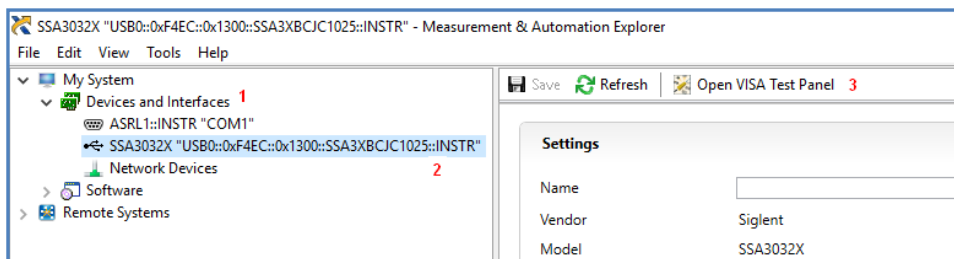 SSA3032X "USB0::0xF4EC::0x1300::SSA3XBCJC1025::INSTR" - Measurement & Automation Explorer
File Edit View Tools Help
My System
Devices and Interfaces 1
ASRL1::INSTR "COM1"
SSA3032X "USB0::0xF4EC::0x1300::SSA3XBCJC1025::INSTR"
2
Network Devices
Software
Remote Systems
Save Refresh Open VISA Test Panel 3
Settings
Name
Vendor Siglent
Model SSA3032X